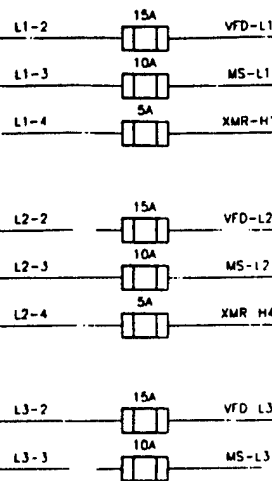 15A
L1-2 VFD-L1
10A
L1-3 MS-L1
5A
L1-4 XMR-H1
15A
L2-2 VFD-L2
10A
L2-3 MS-L2
5A
L2-4 XMR H4
15A
L3-2 VFD L3
10A
L3-3 MS-L3